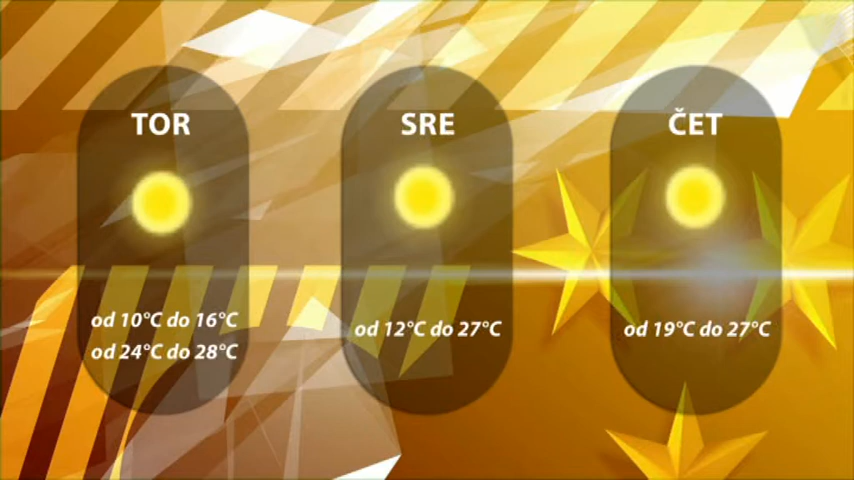 TOR
od 10°C do 16°C
od 24°C do 28°C
SRE
od 12°C do 27°C
ČET
od 19°C do 27°C